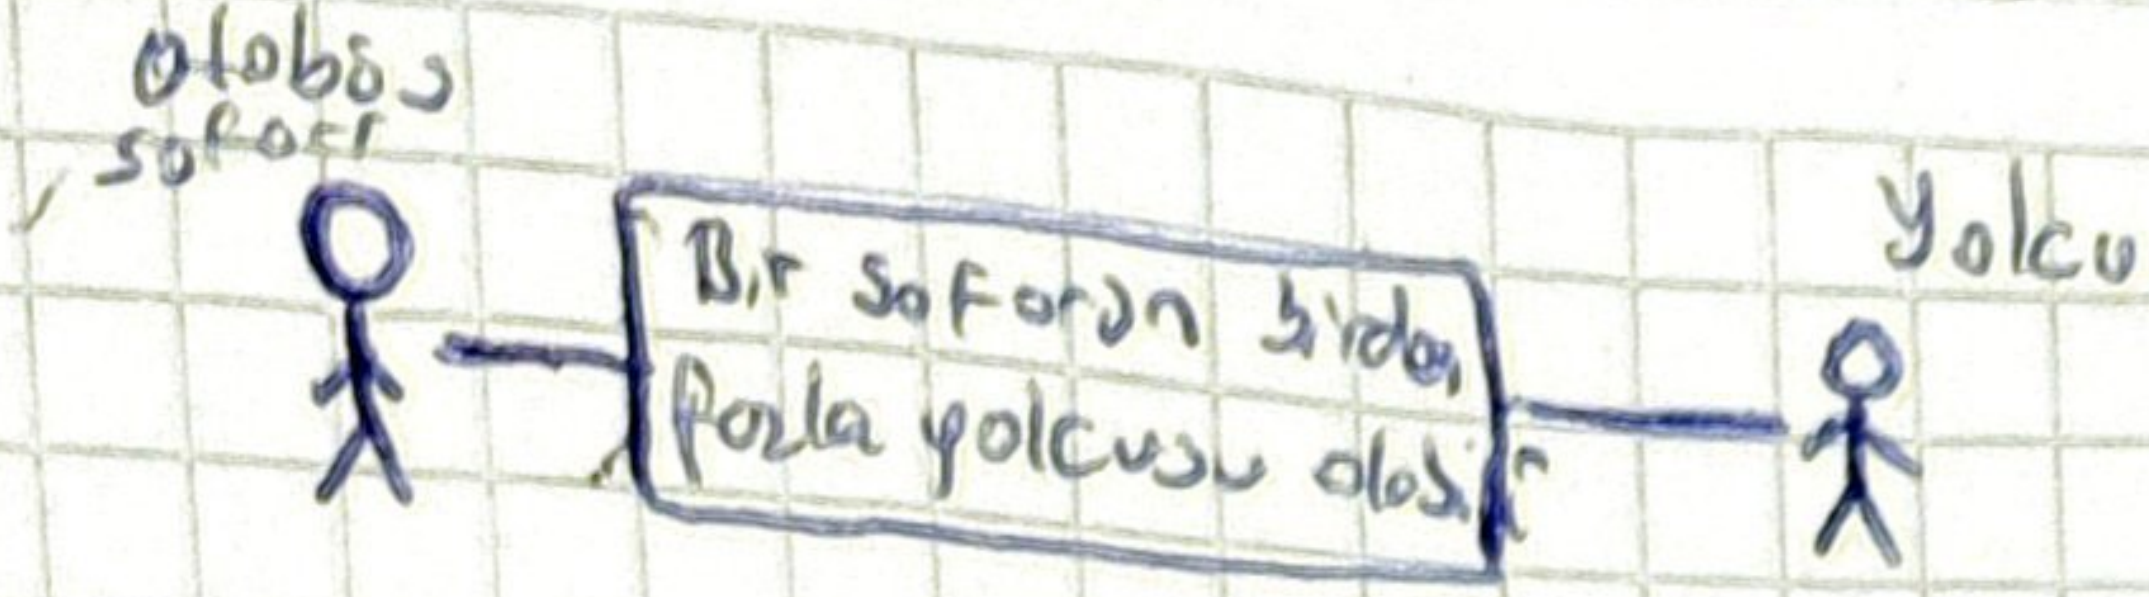 otobüs
şoförü
Yolcu
Bir şoförün birden
fazla yolcusu olabilir